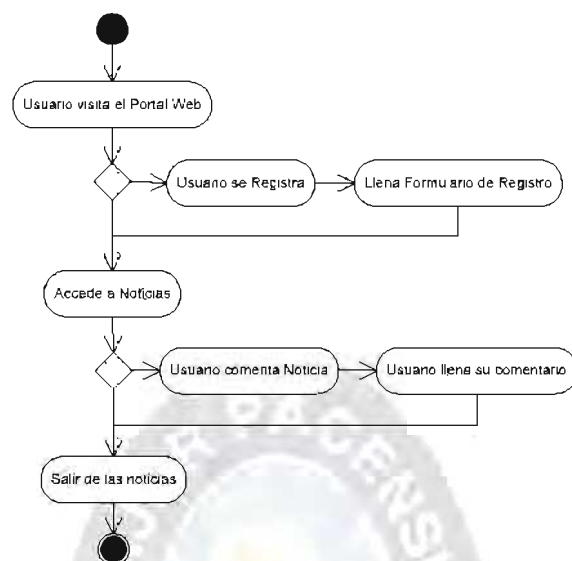 Usuario visita el Portal Web
Usuario se Registra
Llena Formulario de Registro
Accede a Noticias
Usuario comenta Noticia
Usuario llena su comentario
Salir de las noticias
PACENS